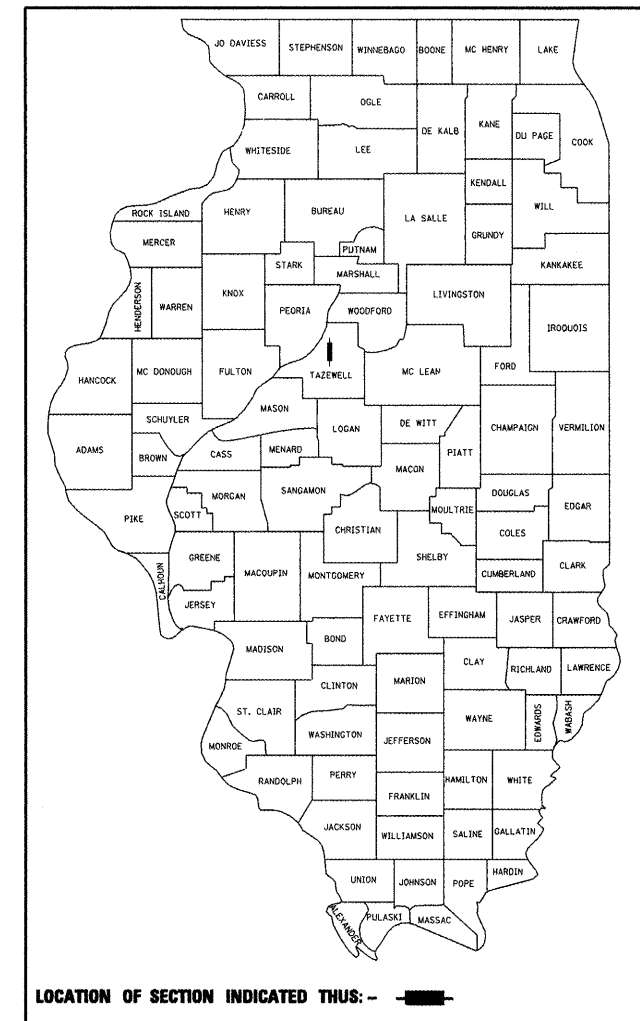 JO DAVIESS
STEPHENSON
WINNEBAGO
BOONE
MC HENRY
LAKE
CARROLL
OGLE
DE KALB
KANE
DU PAGE
COOK
WHITESIDE
LEE
KENDALL
WILL
ROCK ISLAND
HENRY
BUREAU
LA SALLE
GRUNDY
MERCER
PUTNAM
STARK
MARSHALL
KANKAKEE
HENDERSON
WARREN
KNOX
PEORIA
WOODFORD
LIVINGSTON
IROQUOIS
HANCOCK
MC DONOUGH
FULTON
TAZEWELL
MC LEAN
FORD
SCHUYLER
MASON
LOGAN
DE WITT
CHAMPAIGN
VERMILION
ADAMS
BROWN
CASS
MENARD
PIATT
MACON
PIKE
SCOTT
MORGAN
SANGAMON
CHRISTIAN
MOULTRIE
DOUGLAS
EDGAR
COLES
CALHOUN
GREENE
MACOUPIN
MONTGOMERY
SHELBY
CUMBERLAND
CLARK
JERSEY
FAYETTE
EFFINGHAM
JASPER
CRAWFORD
MADISON
BOND
CLAY
RICHLAND
LAWRENCE
CLINTON
MARION
ST. CLAIR
WASHINGTON
WAYNE
EDWARDS
WABASH
MONROE
JEFFERSON
RANDOLPH
PERRY
HAMILTON
WHITE
FRANKLIN
JACKSON
WILLIAMSON
SALINE
GALLATIN
UNION
JOHNSON
POPE
HARDIN
ALEXANDER
PULASKI
MASSAC
LOCATION OF SECTION INDICATED THUS: -